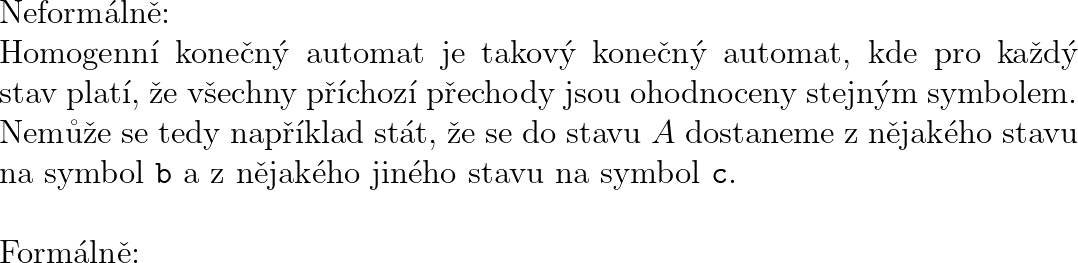 Neformálně:
Homogenní konečný automat je takový konečný automat, kde pro každý
stav platí, že všechny příchozí přechody jsou ohodnoceny stejným symbolem.
Nemůže se tedy například stát, že se do stavu A dostaneme z nějakého stavu
na symbol b a z nějakého jiného stavu na symbol c.
Formálně: